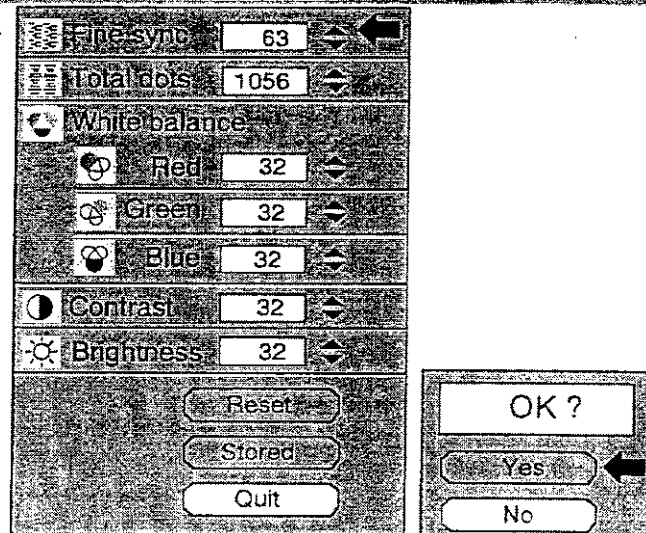 Fine sync 63
Total dots 1056
White balance
Red 32
Green 32
Blue 32
Contrast 32
Brightness 32
Reset
Stored
Quit
OK ?
Yes
No